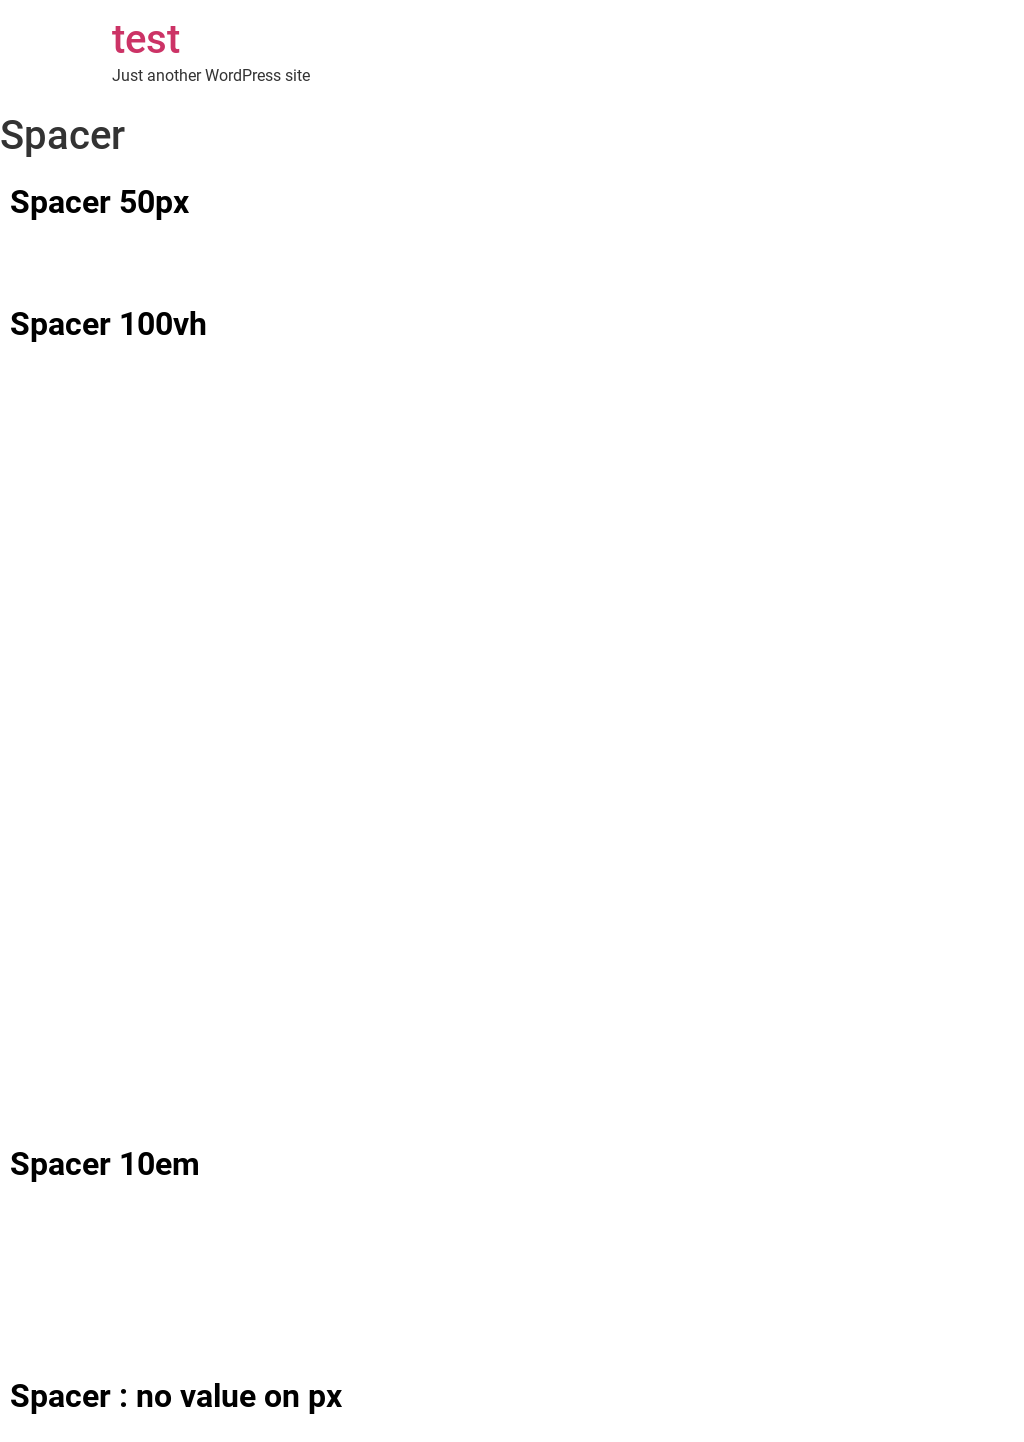 test
Just another WordPress site
Spacer
Spacer 50px
Spacer 100vh
Spacer 10em
Spacer : no value on px